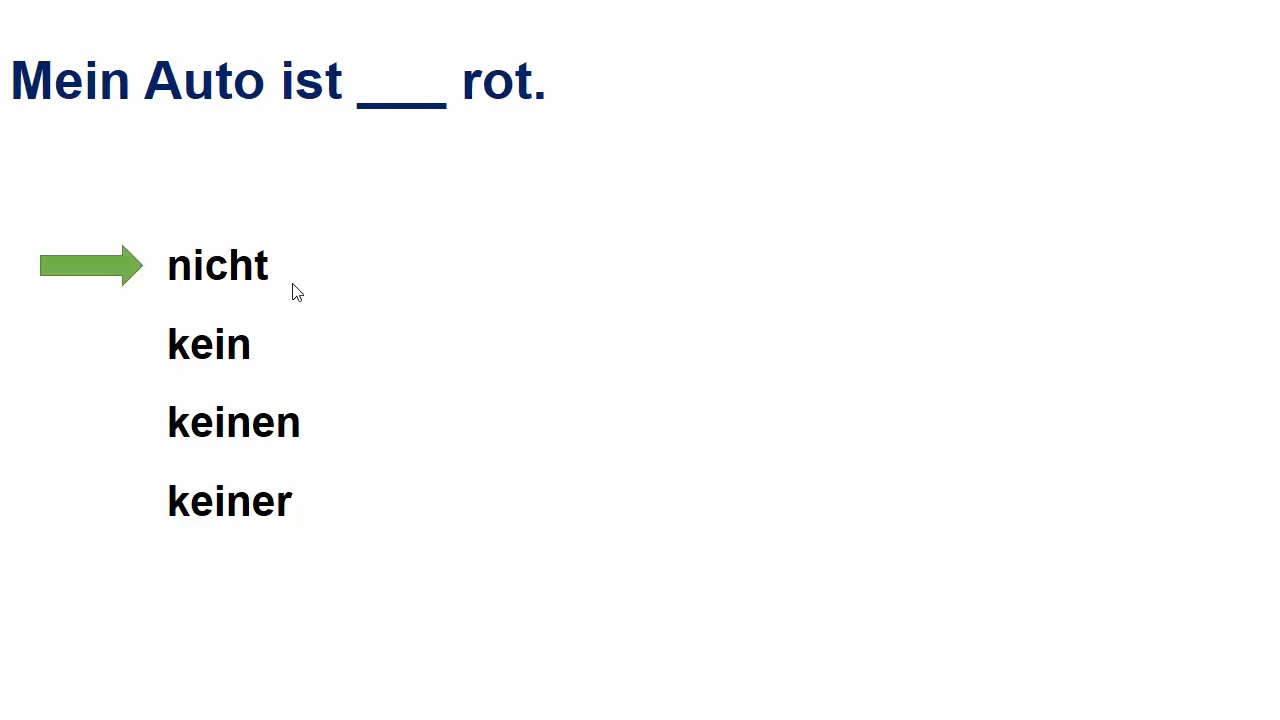 Mein Auto ist ___ rot.
nicht
kein
keinen
keiner